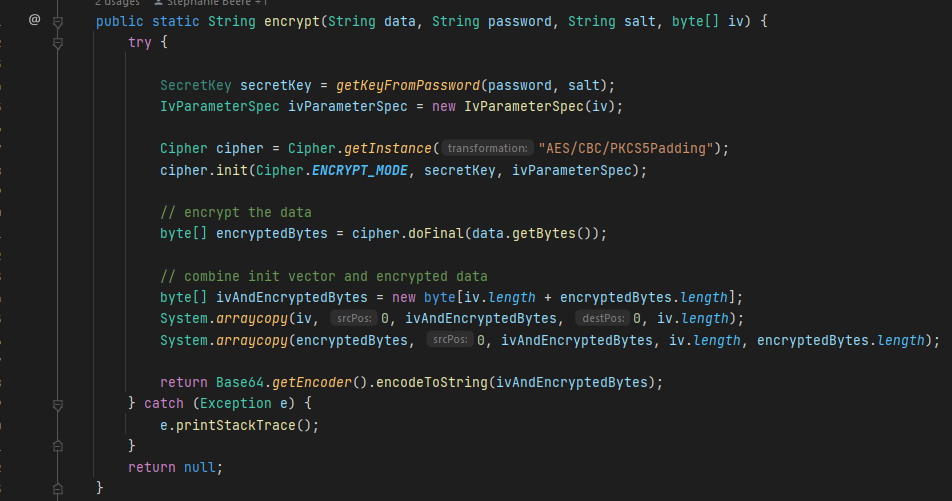 2 usages Stephanie Beere +1
@ public static String encrypt(String data, String password, String salt, byte[] iv) {
try {
SecretKey secretKey = getKeyFromPassword(password, salt);
IvParameterSpec ivParameterSpec = new IvParameterSpec(iv);
Cipher cipher = Cipher.getInstance( transformation: "AES/CBC/PKCS5Padding");
cipher.init(Cipher.ENCRYPT_MODE, secretKey, ivParameterSpec);
// encrypt the data
byte[] encryptedBytes = cipher.doFinal(data.getBytes());
// combine init vector and encrypted data
byte[] ivAndEncryptedBytes = new byte[iv.length + encryptedBytes.length];
System.arraycopy(iv, srcPos: 0, ivAndEncryptedBytes, destPos: 0, iv.length);
System.arraycopy(encryptedBytes, srcPos: 0, ivAndEncryptedBytes, iv.length, encryptedBytes.length);
return Base64.getEncoder().encodeToString(ivAndEncryptedBytes);
} catch (Exception e) {
e.printStackTrace();
}
return null;
}